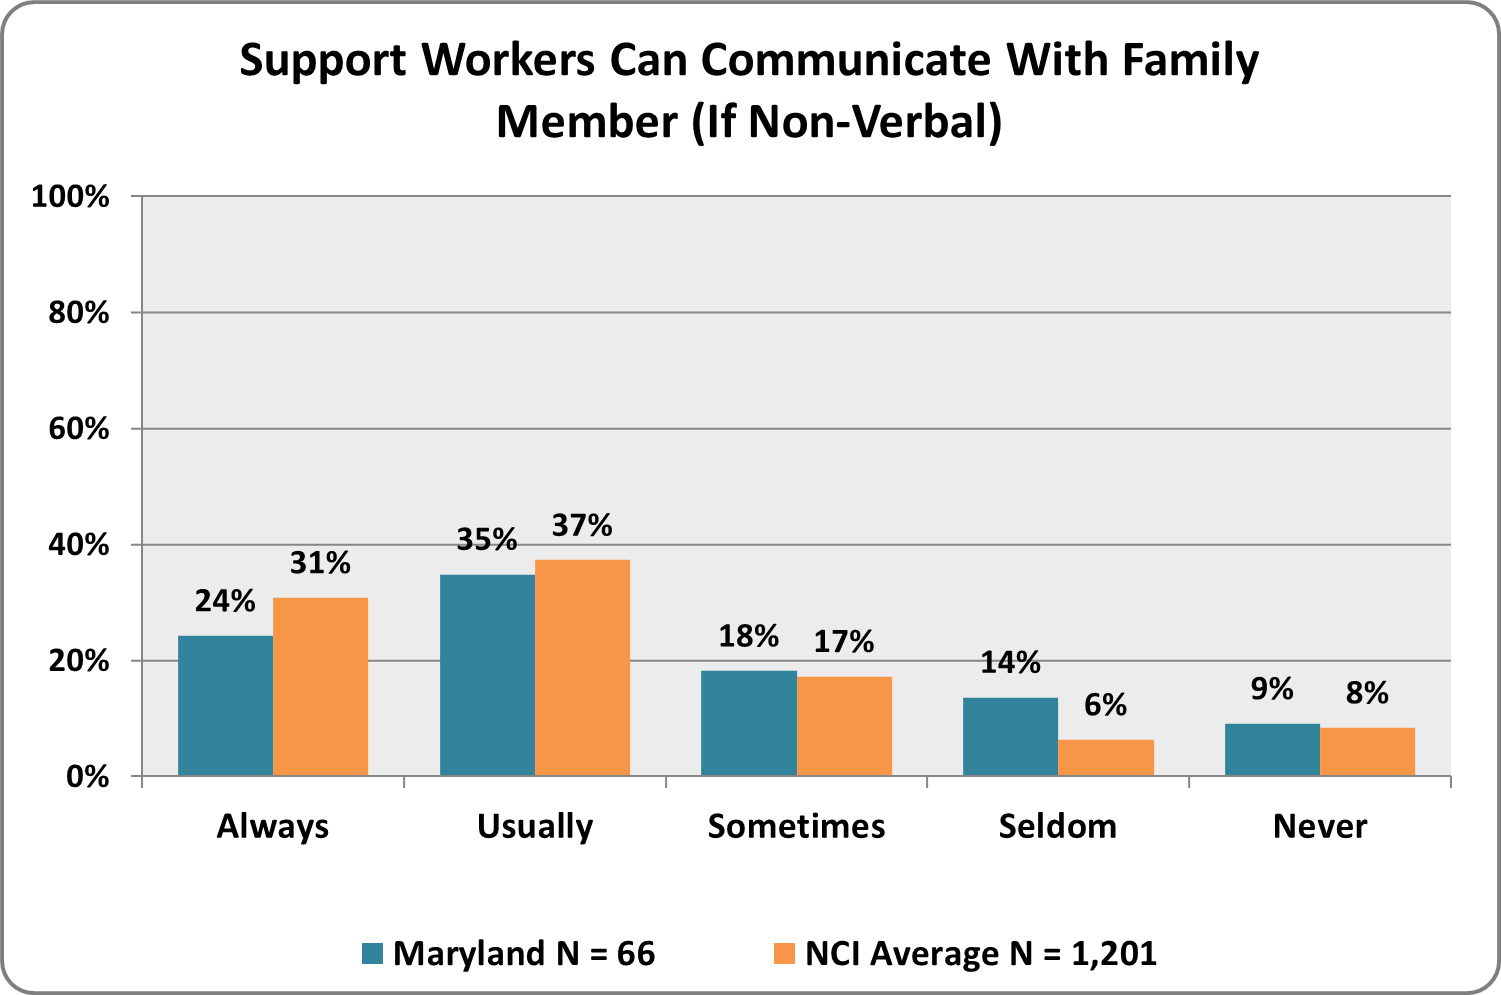 Support Workers Can Communicate With Family
Member (If Non-Verbal)
100%
80%
60%
40%
20%
0%
24%
31%
35%
37%
18%
17%
14%
6%
9%
8%
Always
Usually
Sometimes
Seldom
Never
Maryland N = 66
NCI Average N = 1,201